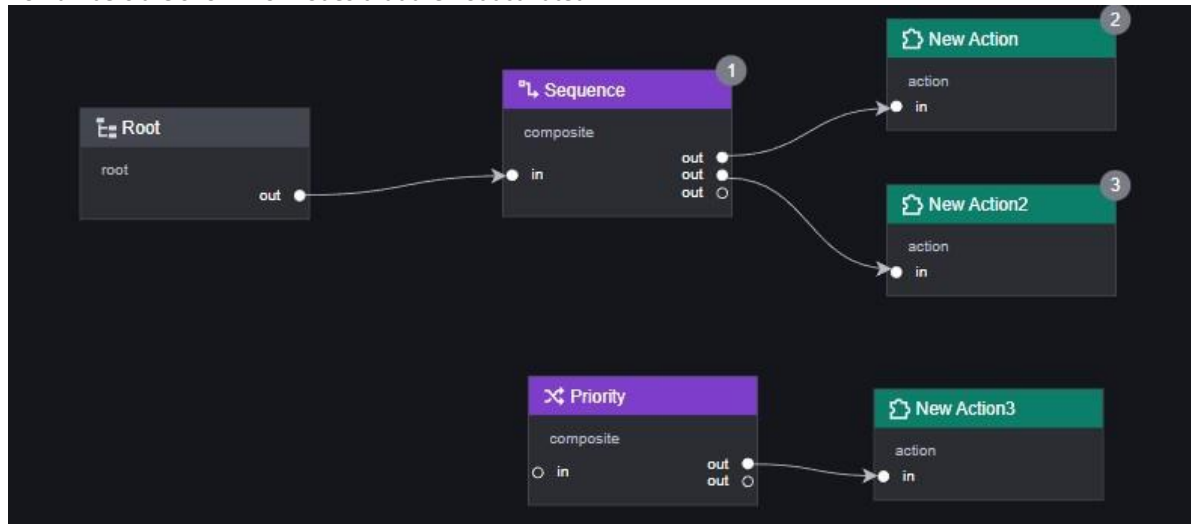 Root
root
out
1
Sequence
composite
in
out
out
out
2
New Action
action
in
3
New Action2
action
in
Priority
composite
in
out
out
New Action3
action
in